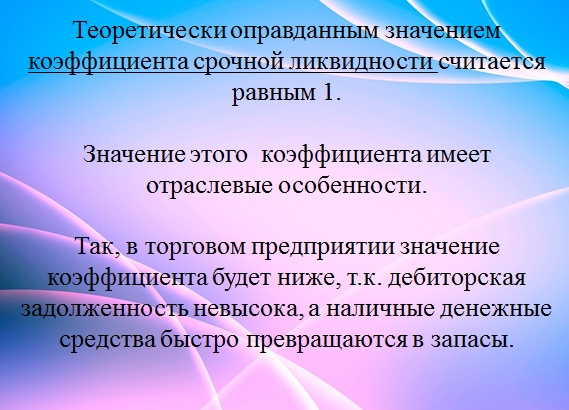 Теоретически оправданным значением
коэффициента срочной ликвидности считается
равным 1.
Значение этого коэффициента имеет
отраслевые особенности.
Так, в торговом предприятии значение
коэффициента будет ниже, т.к. дебиторская
задолженность невысока, а наличные денежные
средства быстро превращаются в запасы.